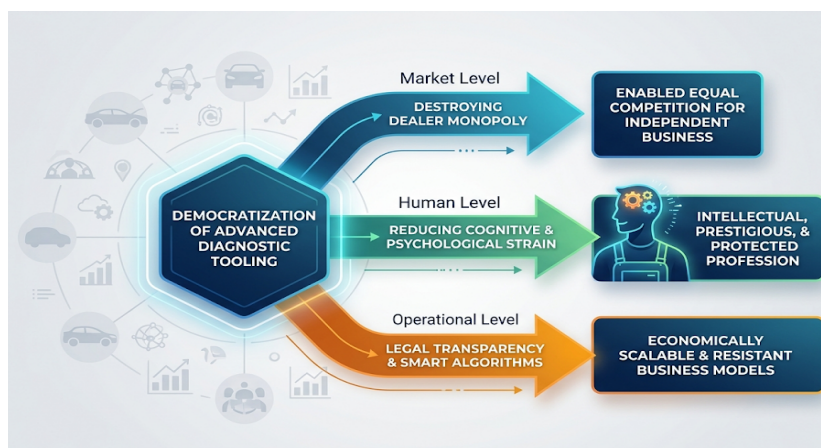 DEMOCRATIZATION
OF ADVANCED
DIAGNOSTIC
TOOLING
Market Level
DESTROYING
DEALER MONOPOLY
ENABLED EQUAL
COMPETITION FOR
INDEPENDENT
BUSINESS
Human Level
REDUCING COGNITIVE &
PSYCHOLOGICAL STRAIN
INTELLECTUAL,
PRESTIGIOUS, &
PROTECTED
PROFESSION
Operational Level
LEGAL TRANSPARENCY
& SMART ALGORITHMS
ECONOMICALLY
SCALABLE & RESISTANT
BUSINESS MODELS